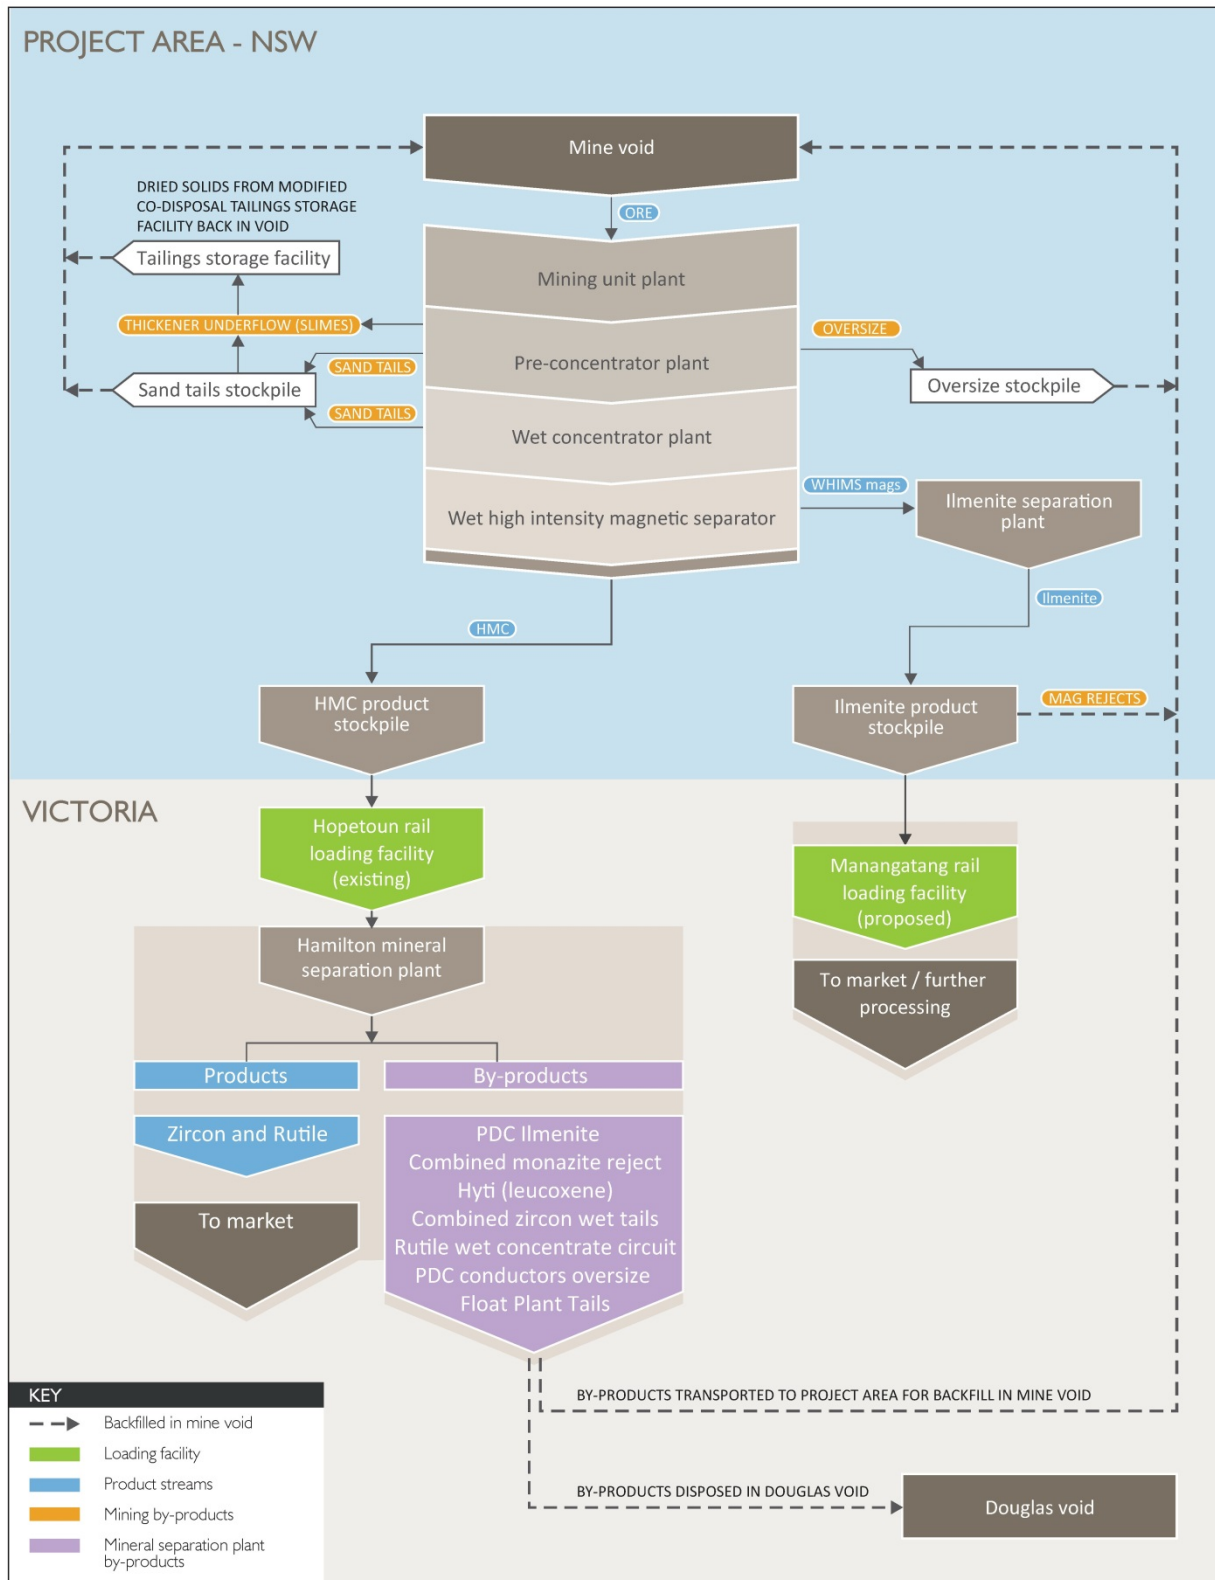 PROJECT AREA - NSW
Mine void
ORE
DRIED SOLIDS FROM MODIFIED
CO-DISPOSAL TAILINGS STORAGE
FACILITY BACK IN VOID
Tailings storage facility
Mining unit plant
THICKENER UNDERFLOW (SLIMES)
OVERSIZE
SAND TAILS
Pre-concentrator plant
Sand tails stockpile
Oversize stockpile
SAND TAILS
Wet concentrator plant
WHIMS mags
Ilmenite separation
plant
Wet high intensity magnetic separator
Ilmenite
HMC
HMC product
stockpile
Ilmenite product
stockpile
MAG REJECTS
VICTORIA
Hopetoun rail
loading facility
(existing)
Manangatang rail
loading facility
(proposed)
Hamilton mineral
separation plant
To market / further
processing
Products
By-products
Zircon and Rutile
PDC Ilmenite
Combined monazite reject
Hyti (leucoxene)
Combined zircon wet tails
Rutile wet concentrate circuit
PDC conductors oversize
Float Plant Tails
To market
KEY
Backfilled in mine void
Loading facility
Product streams
Mining by-products
Mineral separation plant
by-products
BY-PRODUCTS TRANSPORTED TO PROJECT AREA FOR BACKFILL IN MINE VOID
BY-PRODUCTS DISPOSED IN DOUGLAS VOID
Douglas void